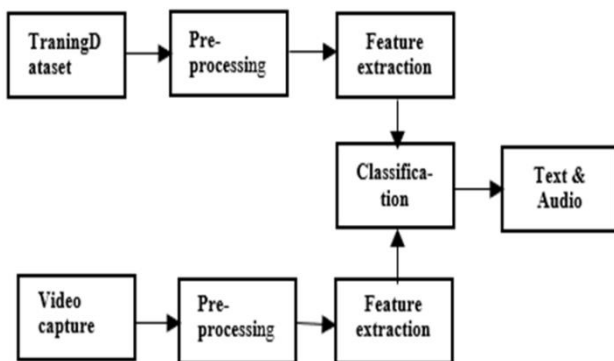 TraningD
ataset
Pre-
processing
Feature
extraction
Classifica-
tion
Text &
Audio
Video
capture
Pre-
processing
Feature
extraction